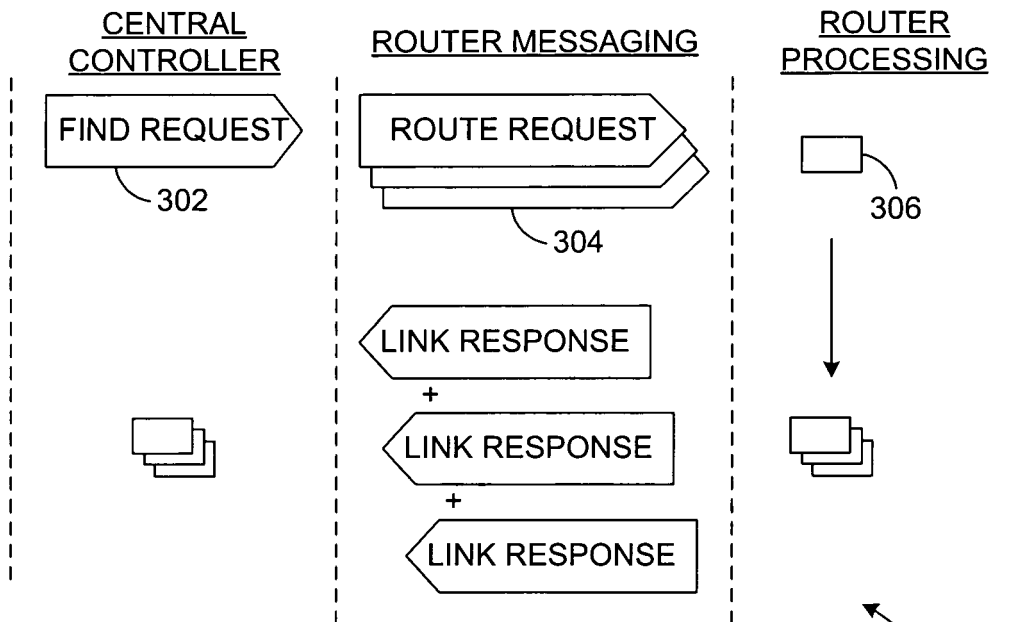 CENTRAL
CONTROLLER
ROUTER MESSAGING
ROUTER
PROCESSING
FIND REQUEST
ROUTE REQUEST
302
304
306
LINK RESPONSE
+
LINK RESPONSE
+
LINK RESPONSE